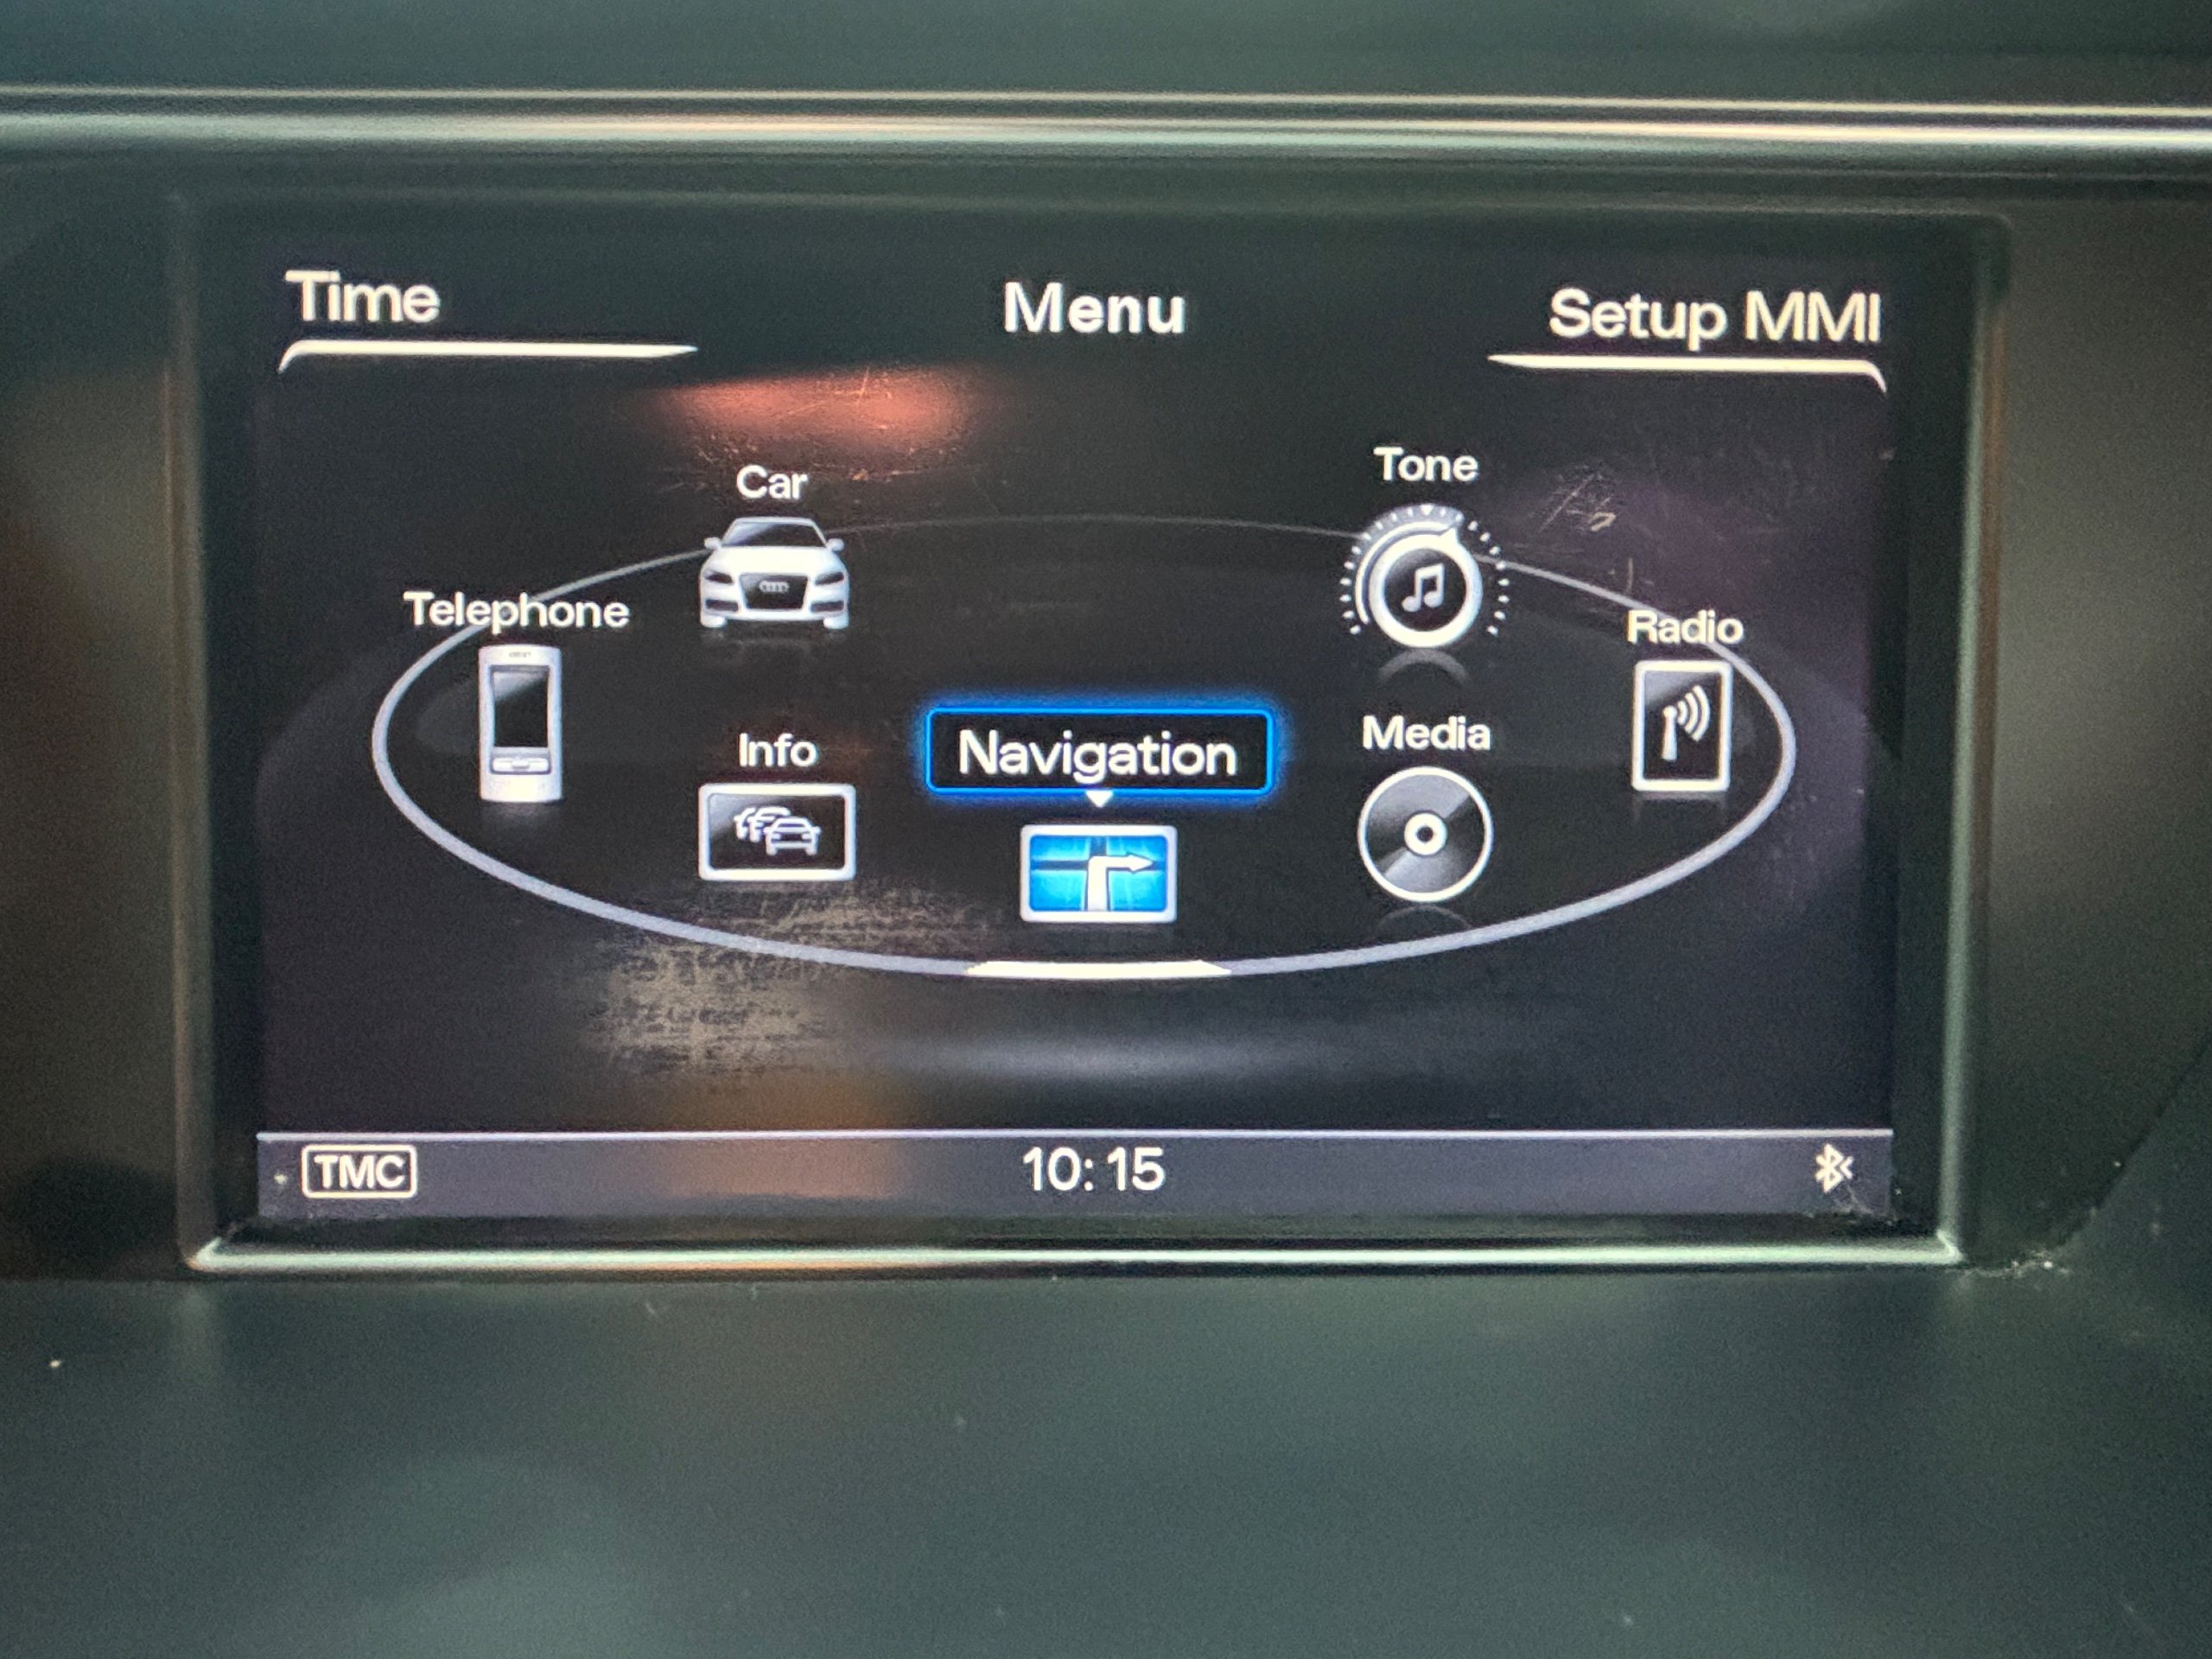 Time
Menu
Setup MMI
Car
Tone
Telephone
Radio
Info
Navigation
Media
TMC
10:15